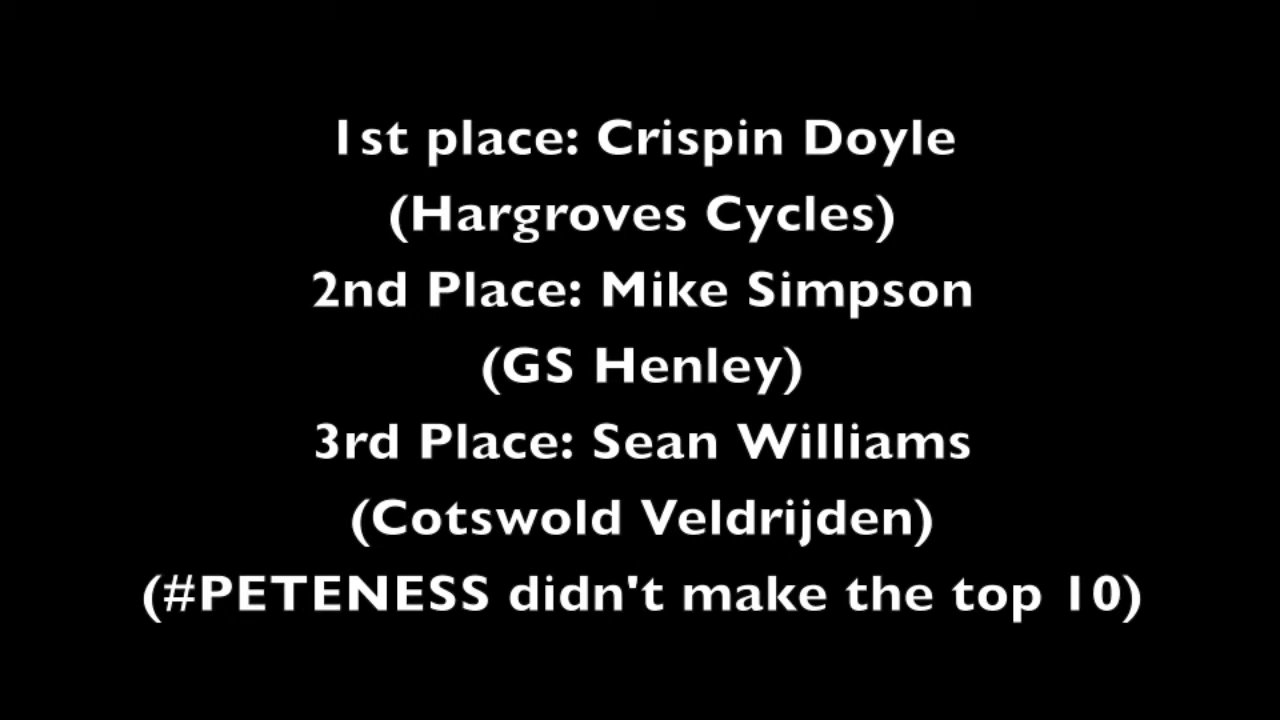 1st place: Crispin Doyle
(Hargroves Cycles)
2nd Place: Mike Simpson
(GS Henley)
3rd Place: Sean Williams
(Cotswold Veldrijden)
(#PETENESS didn't make the top 10)